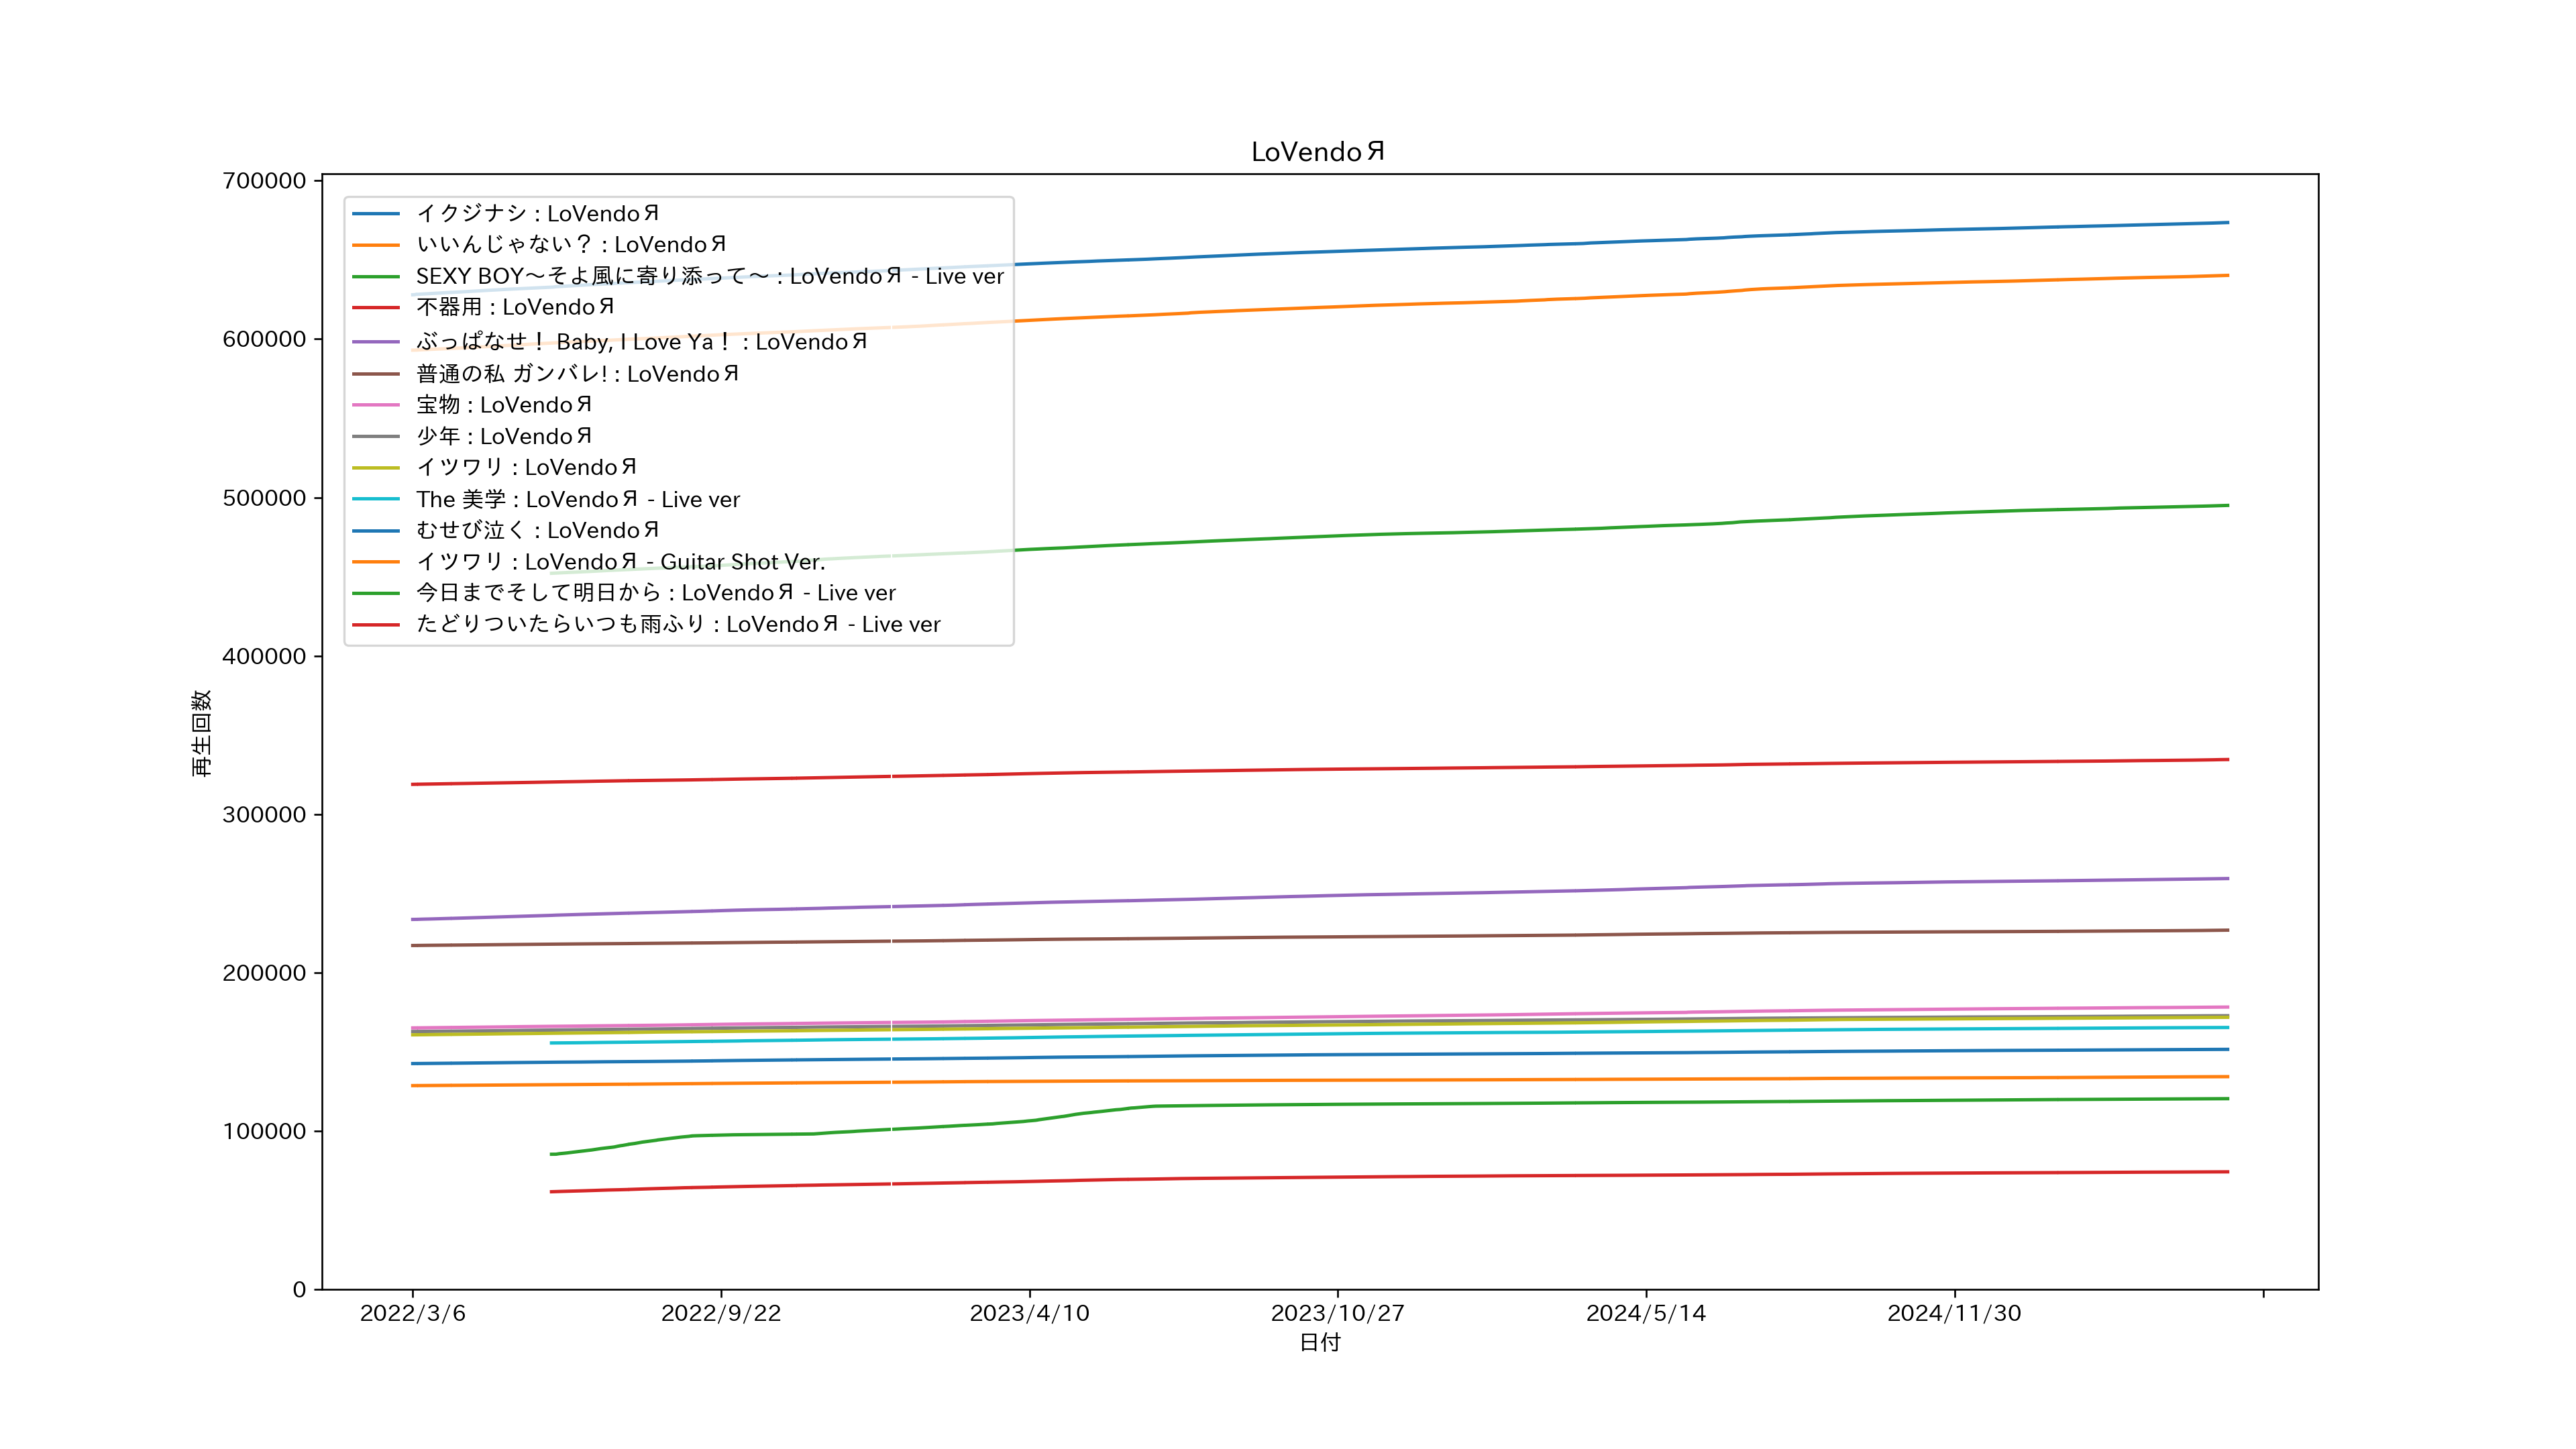 LoVendoЯ
700000
600000
500000
400000
300000
200000
100000
0
再生回数
イクジナシ : LoVendoЯ
いいんじゃない？ : LoVendoЯ
SEXY BOY～そよ風に寄り添って～ : LoVendoЯ - Live ver
不器用 : LoVendoЯ
ぶっぱなせ！ Baby, I Love Ya！ : LoVendoЯ
普通の私 ガンバレ! : LoVendoЯ
宝物 : LoVendoЯ
少年 : LoVendoЯ
イツワリ : LoVendoЯ
The 美学 : LoVendoЯ - Live ver
むせび泣く : LoVendoЯ
イツワリ : LoVendoЯ - Guitar Shot Ver.
今日までそして明日から : LoVendoЯ - Live ver
たどりついたらいつも雨ふり : LoVendoЯ - Live ver
2022/3/6 2022/9/22 2023/4/10 2023/10/27 2024/5/14 2024/11/30
日付